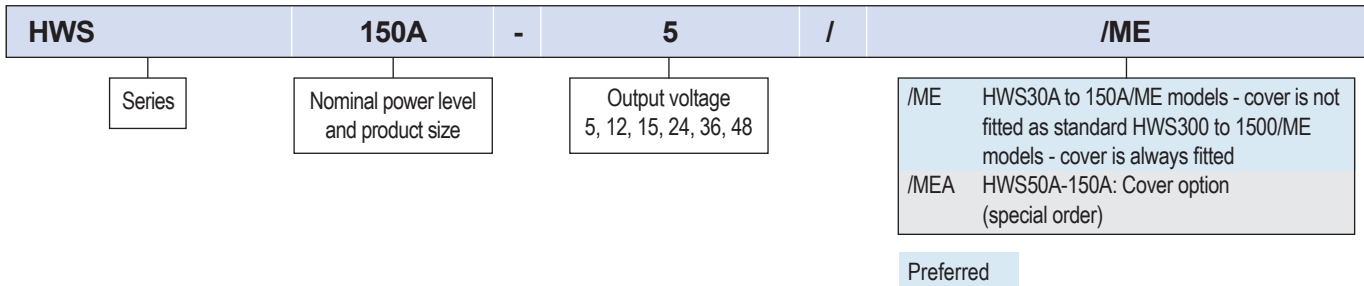 HWS 150A - 5 / /ME
Series
Nominal power level
and product size
Output voltage
5, 12, 15, 24, 36, 48
/ME HWS30A to 150A/ME models - cover is not
fitted as standard HWS300 to 1500/ME
models - cover is always fitted
/MEA HWS50A-150A: Cover option
(special order)
Preferred